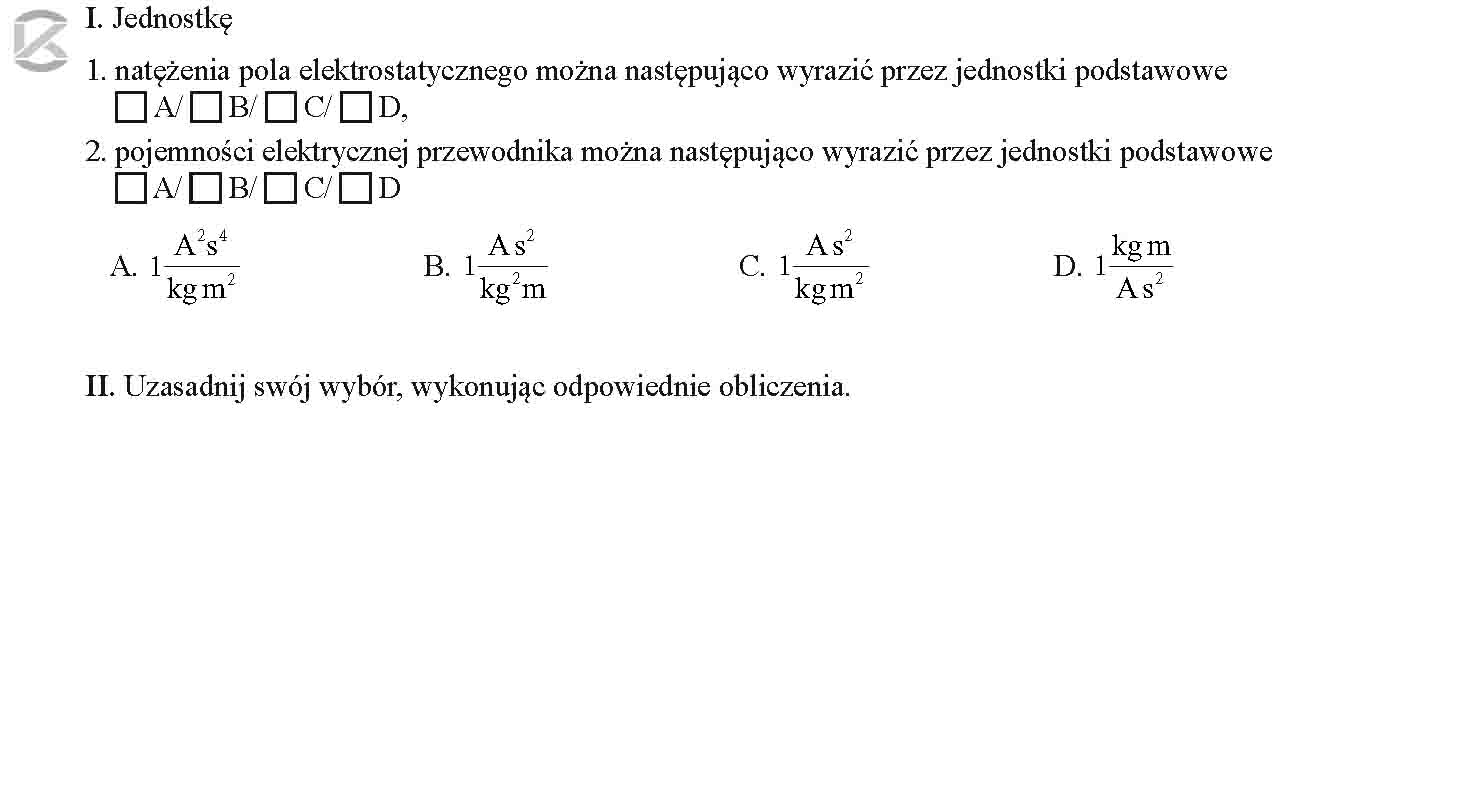 I. Jednostkę
1. natężenia pola elektrostatycznego można następująco wyrazić przez jednostki podstawowe
☐ A/ ☐ B/ ☐ C/ ☐ D,
2. pojemności elektrycznej przewodnika można następująco wyrazić przez jednostki podstawowe
☐ A/ ☐ B/ ☐ C/ ☐ D
A. 1 A²s⁴/kg m² B. 1 A s²/kg²m C. 1 A s²/kg m² D. 1 kg m/A s²
II. Uzasadnij swój wybór, wykonując odpowiednie obliczenia.